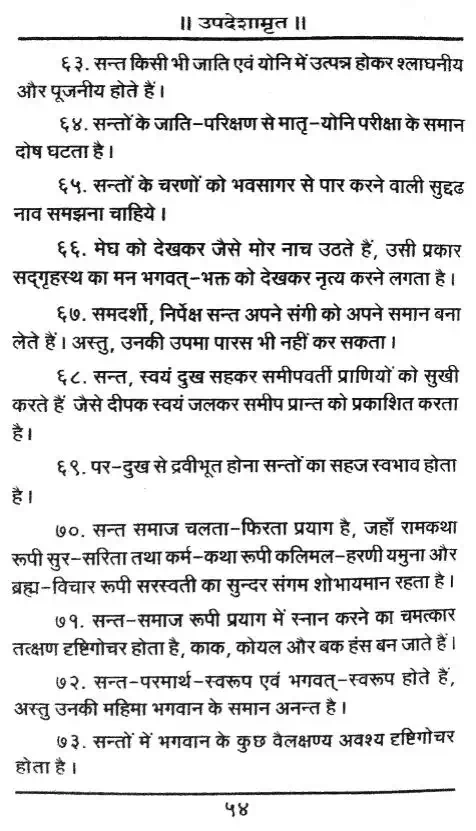 ॥ उपदेशामृत ॥
६३. सन्त किसी भी जाति एवं योनि में उत्पन्न होकर श्लाघनीय
और पूजनीय होते हैं।
६४. सन्तों के जाति-परिक्षण से मातृ-योनि परीक्षा के समान
दोष घटता है।
६५. सन्तों के चरणों को भवसागर से पार करने वाली सुद्दढ
नाव समझना चाहिये।
६६. मेघ को देखकर जैसे मोर नाच उठते हैं, उसी प्रकार
सद्गृहस्थ का मन भगवत्-भक्त को देखकर नृत्य करने लगता है।
६७. समदर्शी, निर्पेक्ष सन्त अपने संगी को अपने समान बना
लेते हैं। अस्तु, उनकी उपमा पारस भी नहीं कर सकता।
६८. सन्त, स्वयं दुख सहकर समीपवर्ती प्राणियों को सुखी
करते हैं जैसे दीपक स्वयं जलकर समीप प्रान्त को प्रकाशित करता
है।
६९. पर-दुख से द्रवीभूत होना सन्तों का सहज स्वभाव होता
है।
७०. सन्त समाज चलता-फिरता प्रयाग है, जहाँ रामकथा
रूपी सुर-सरिता तथा कर्म-कथा रूपी कलिमल-हरणी यमुना और
ब्रह्म-विचार रूपी सरस्वती का सुन्दर संगम शोभायमान रहता है।
७१. सन्त-समाज रूपी प्रयाग में स्नान करने का चमत्कार
तत्क्षण दृष्टिगोचर होता है, काक, कोयल और बक हंस बन जाते हैं।
७२. सन्त-परमार्थ-स्वरूप एवं भगवत्-स्वरूप होते हैं,
अस्तु उनकी महिमा भगवान के समान अनन्त है।
७३. सन्तों में भगवान के कुछ वैलक्षण्य अवश्य दृष्टिगोचर
होता है।
५४